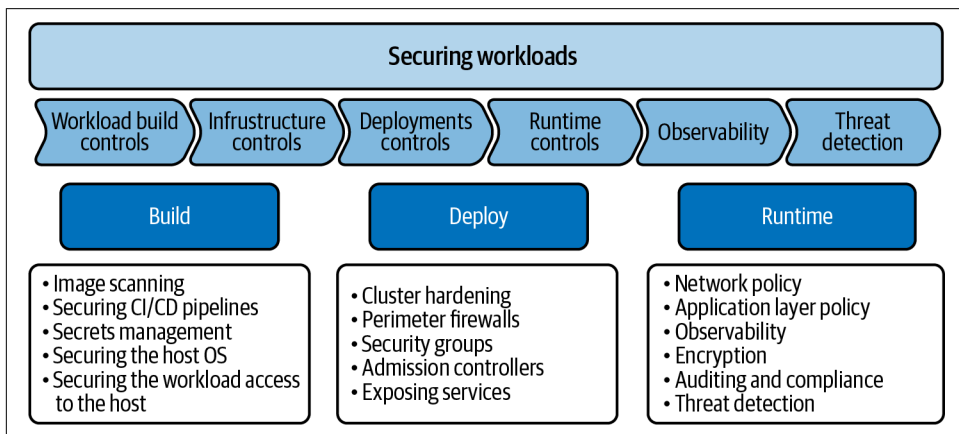 Securing workloads
Workload build
controls
Infrustructure
controls
Deployments
controls
Runtime
controls
Observability
Threat
detection
Build
Deploy
Runtime
• Image scanning
• Securing CI/CD pipelines
• Secrets management
• Securing the host OS
• Securing the workload access
to the host
• Cluster hardening
• Perimeter firewalls
• Security groups
• Admission controllers
• Exposing services
• Network policy
• Application layer policy
• Observability
• Encryption
• Auditing and compliance
• Threat detection